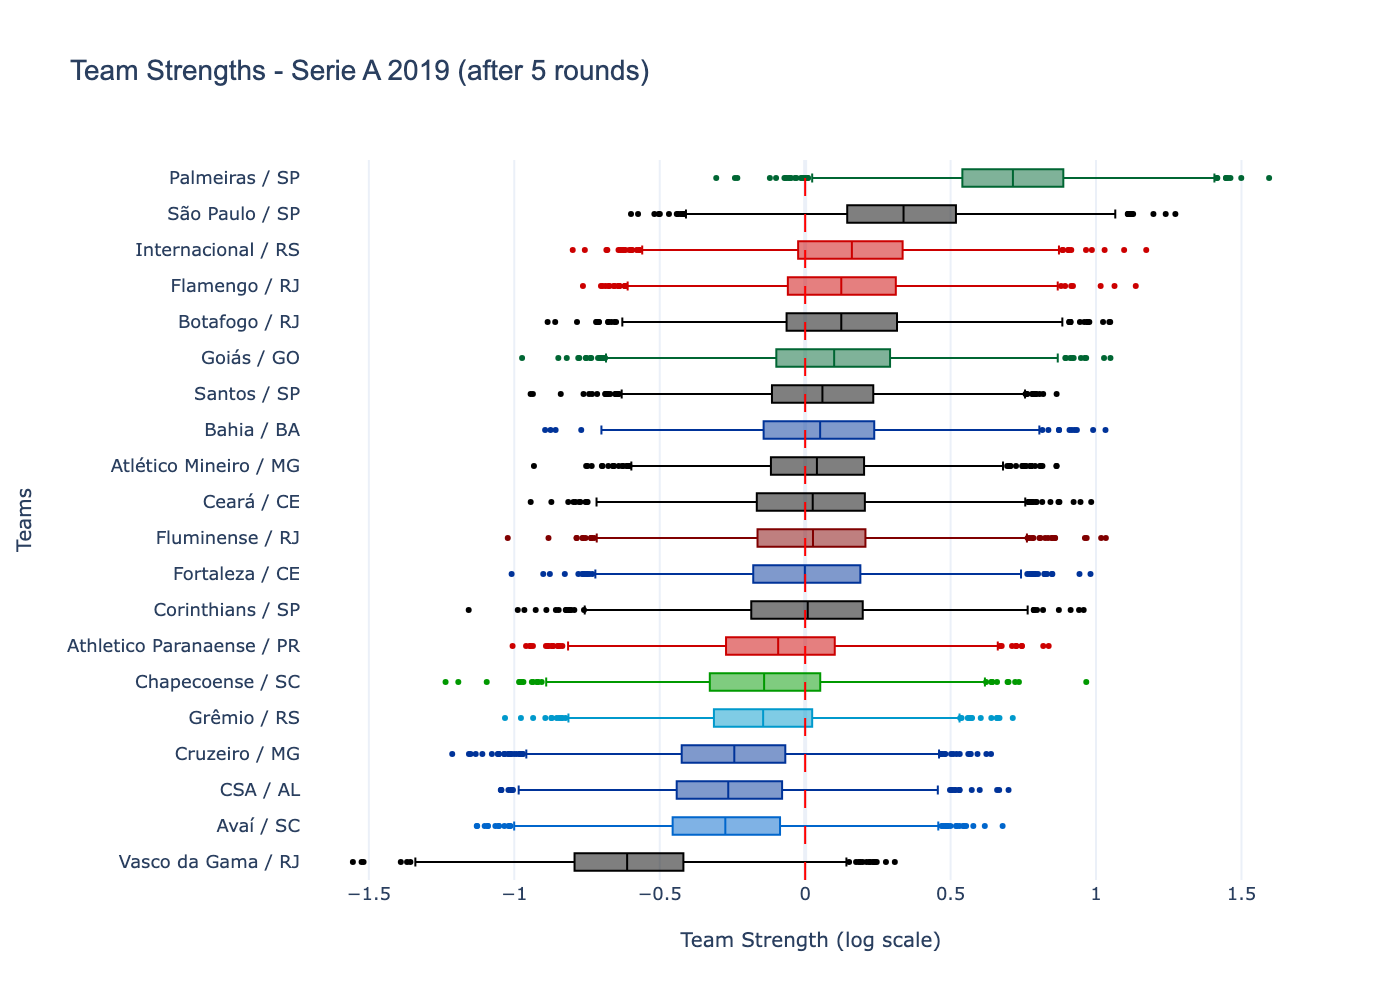 Team Strengths - Serie A 2019 (after 5 rounds)
Teams
Palmeiras / SP
São Paulo / SP
Internacional / RS
Flamengo / RJ
Botafogo / RJ
Goiás / GO
Santos / SP
Bahia / BA
Atlético Mineiro / MG
Ceará / CE
Fluminense / RJ
Fortaleza / CE
Corinthians / SP
Athletico Paranaense / PR
Chapecoense / SC
Grêmio / RS
Cruzeiro / MG
CSA / AL
Avaí / SC
Vasco da Gama / RJ
−1.5 −1 −0.5 0 0.5 1 1.5
Team Strength (log scale)